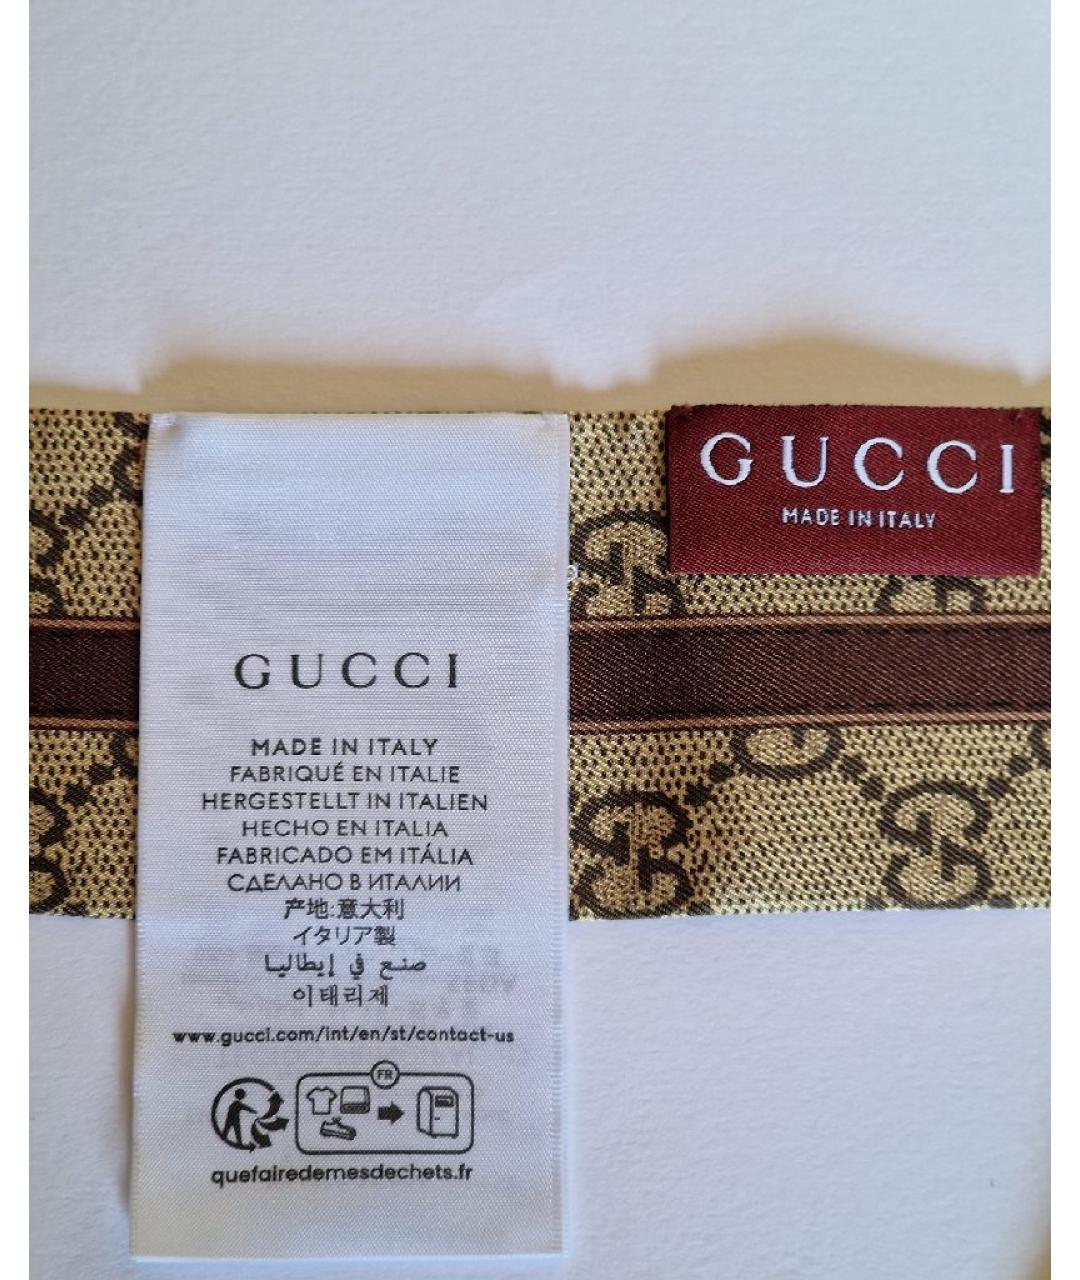 GUCCI
MADE IN ITALY
GUCCI
MADE IN ITALY
FABRIQUÉ EN ITALIE
HERGESTELLT IN ITALIEN
HECHO EN ITALIA
FABRICADO EM ITÁLIA
СДЕЛАНО В ИТАЛИИ
产地:意大利
イタリア製
صنع في إيطاليا
이태리제
www.gucci.com/int/en/st/contact-us
FR
quefairedemesdechets.fr